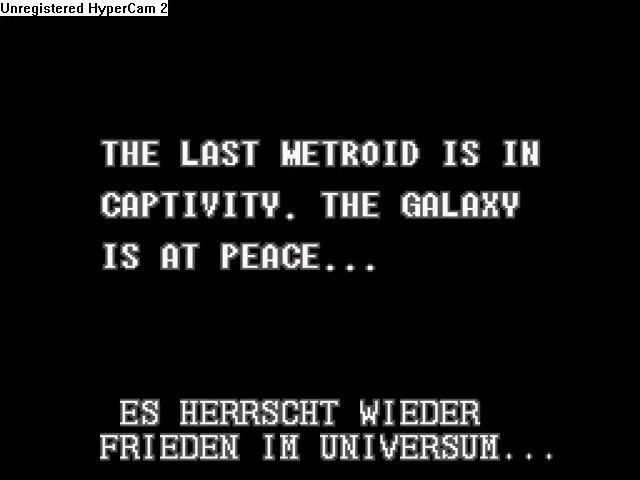 Unregistered HyperCam 2
THE LAST METROID IS IN
CAPTIVITY. THE GALAXY
IS AT PEACE...
ES HERRSCHT WIEDER
FRIEDEN IM UNIVERSUM...